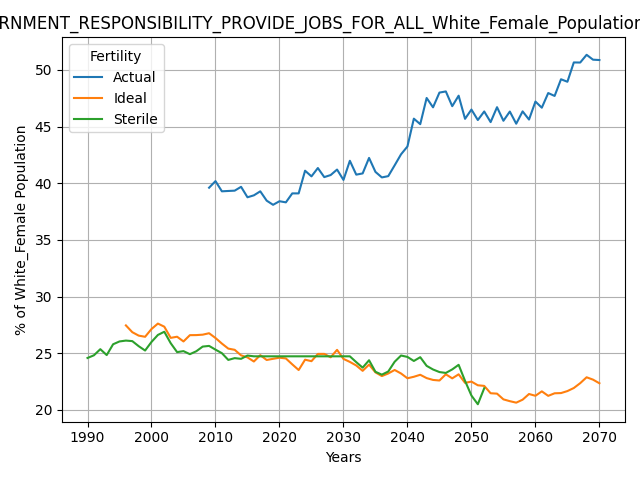 RNMENT_RESPONSIBILITY_PROVIDE_JOBS_FOR_ALL_White_Female_Population
Fertility
Actual
Ideal
Sterile
% of White_Female Population
50
45
40
35
30
25
20
1990 2000 2010 2020 2030 2040 2050 2060 2070
Years